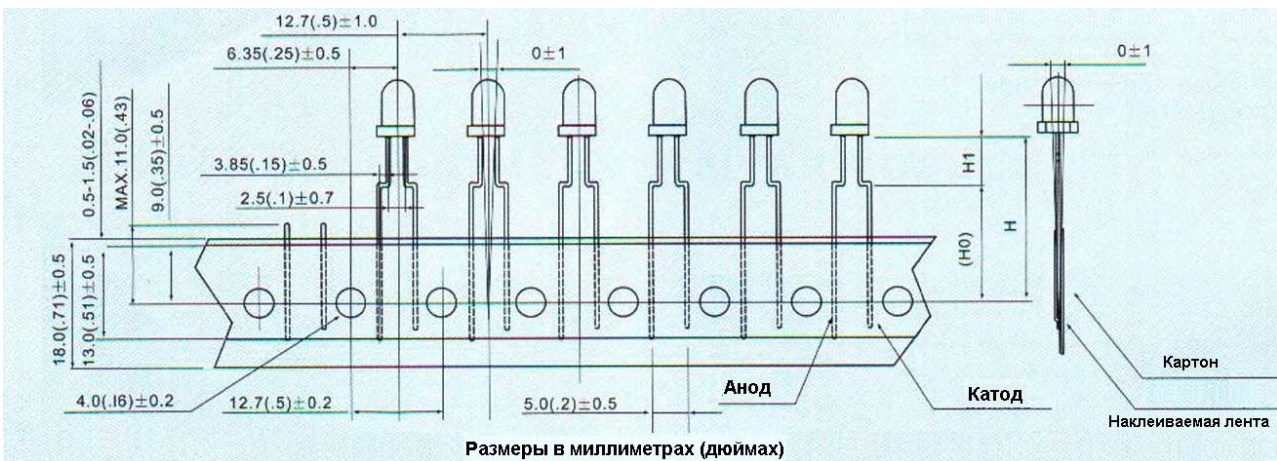 12.7(.5)±1.0
6.35(.25)±0.5
0±1
0±1
0.5-1.5(.02-.06)
MAX.11.0(.43)
9.0(.35)±0.5
3.85(.15)±0.5
2.5(.1)±0.7
H1
H
(H0)
18.0(.71)±0.5
13.0(.51)±0.5
4.0(.I6)±0.2
12.7(.5)±0.2
5.0(.2)±0.5
Анод
Катод
Картон
Наклеиваемая лента
Размеры в миллиметрах (дюймах)